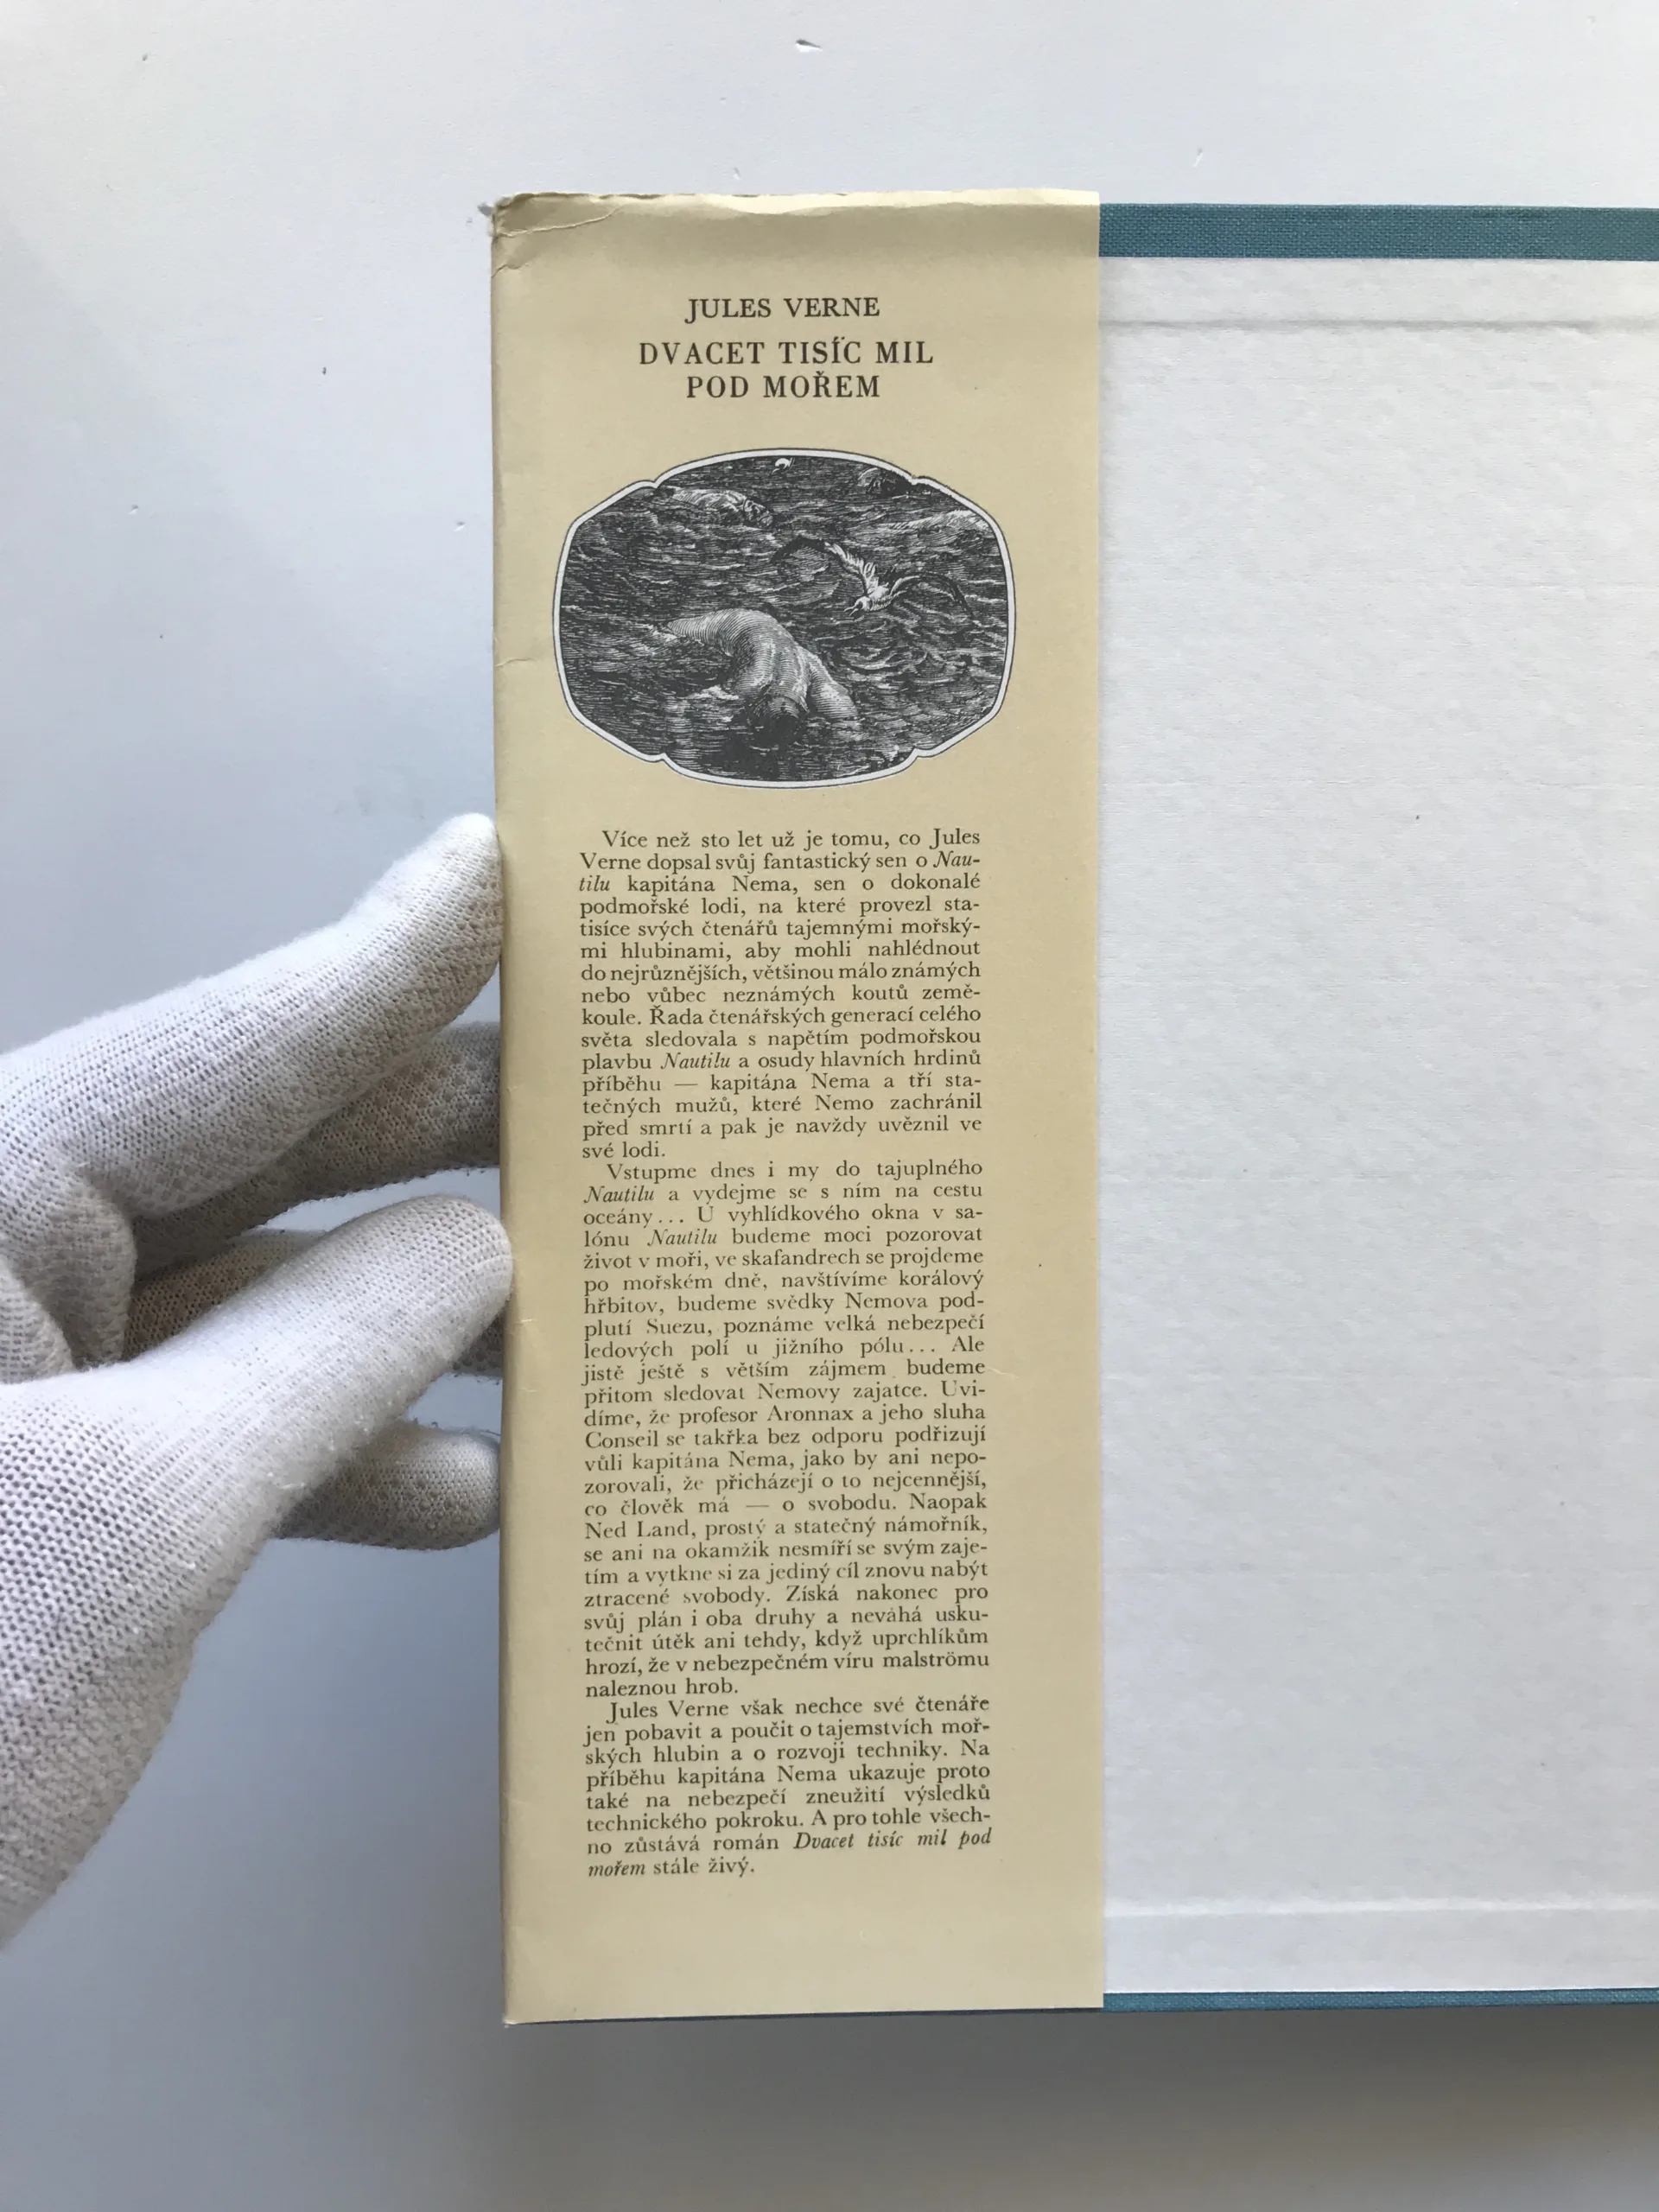 JULES VERNE
DVACET TISÍC MIL
POD MOŘEM
Více než sto let už je tomu, co Jules
Verne dopsal svůj fantastický sen o Nau-
tilu kapitána Nema, sen o dokonalé
podmořské lodi, na které provezl sta-
tisíce svých čtenářů tajemnými mořský-
mi hlubinami, aby mohli nahlédnout
do nejrůznějších, většinou málo známých
nebo vůbec neznámých koutů země-
koule. Řada čtenářských generací celého
světa sledovala s napětím podmořskou
plavbu Nautilu a osudy hlavních hrdinů
příběhu — kapitána Nema a tří sta-
tečných mužů, které Nemo zachránil
před smrtí a pak je navždy uvěznil ve
své lodi.
Vstupme dnes i my do tajuplného
Nautilu a vydejme se s ním na cestu
oceány... U vyhlídkového okna v sa-
lónu Nautilu budeme moci pozorovat
život v moři, ve skafandrech se projdeme
po mořském dně, navštívíme korálový
hřbitov, budeme svědky Nemova pod-
plutí Suezu, poznáme velká nebezpečí
ledových polí u jižního pólu... Ale
jistě ještě s větším zájmem budeme
přitom sledovat Nemovy zajatce. Uvi-
díme, že profesor Aronnax a jeho sluha
Conseil se takřka bez odporu podřizují
vůli kapitána Nema, jako by ani nepo-
zorovali, že přicházejí o to nejcennější,
co člověk má — o svobodu. Naopak
Ned Land, prostý a statečný námořník,
se ani na okamžik nesmíří se svým zaje-
tím a vytkne si za jediný cíl znovu nabýt
ztracené svobody. Získá nakonec pro
svůj plán i oba druhy a neváhá usku-
tečnit útěk ani tehdy, když uprchlíkům
hrozí, že v nebezpečném víru malströmu
naleznou hrob.
Jules Verne však nechce své čtenáře
jen pobavit a poučit o tajemstvích moř-
ských hlubin a o rozvoji techniky. Na
příběhu kapitána Nema ukazuje proto
také na nebezpečí zneužití výsledků
technického pokroku. A pro tohle všech-
no zůstává román Dvacet tisíc mil pod
mořem stále živý.